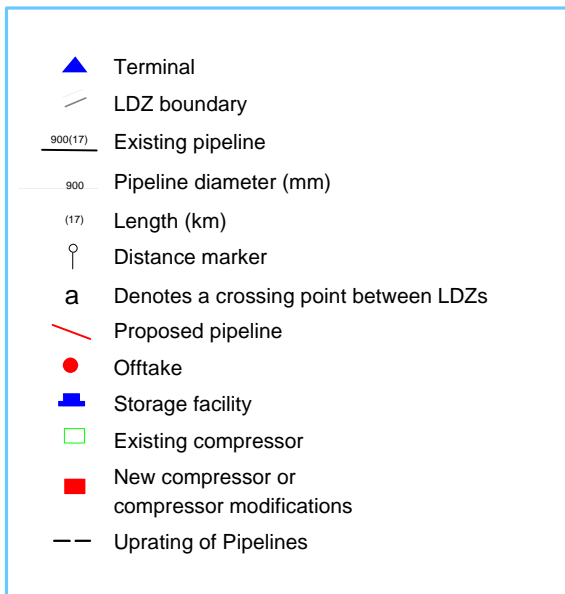 Terminal
LDZ boundary
900(17) Existing pipeline
900 Pipeline diameter (mm)
(17) Length (km)
Distance marker
a Denotes a crossing point between LDZs
Proposed pipeline
Offtake
Storage facility
Existing compressor
New compressor or
compressor modifications
Uprating of Pipelines